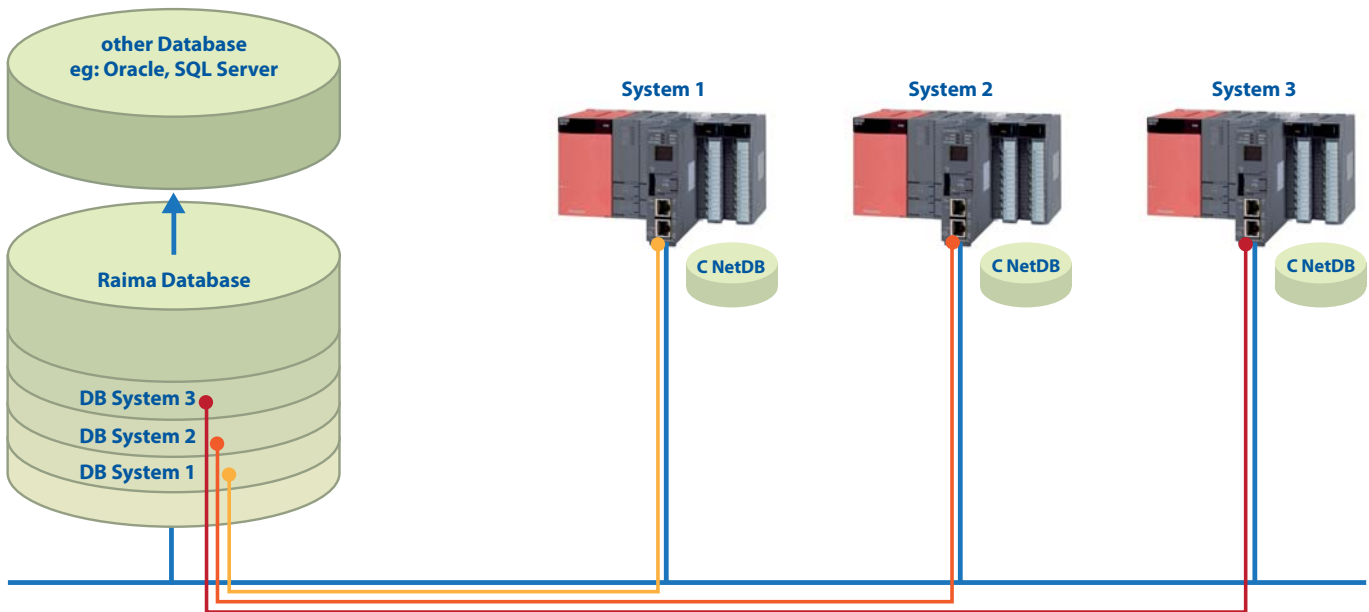 other Database
eg: Oracle, SQL Server
Raima Database
DB System 3
DB System 2
DB System 1
System 1
C NetDB
System 2
C NetDB
System 3
C NetDB